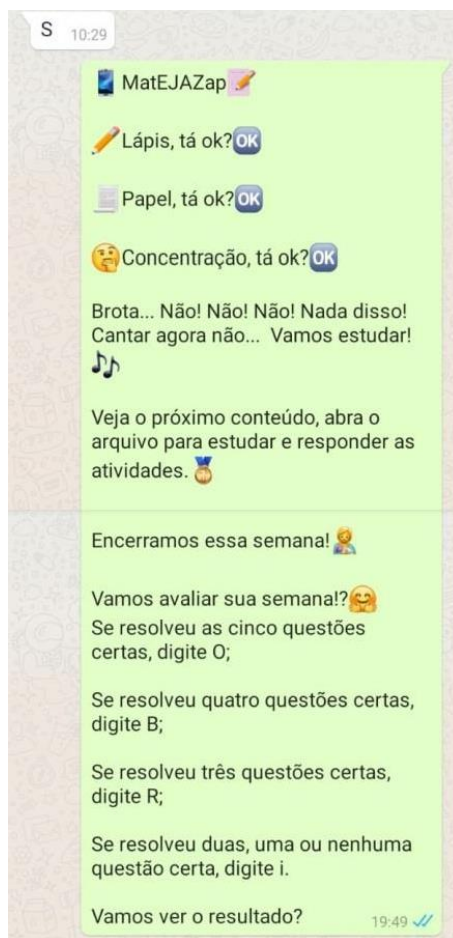 S 10:29
📱 MatEJAZap📝
✏️Lápis, tá ok?🆗
📃Papel, tá ok?🆗
🤔Concentração, tá ok?🆗
Brota... Não! Não! Não! Nada disso!
Cantar agora não... Vamos estudar!
🎶
Veja o próximo conteúdo, abra o
arquivo para estudar e responder as
atividades.🏅
Encerramos essa semana!🤦
Vamos avaliar sua semana!?🤗
Se resolveu as cinco questões
certas, digite O;
Se resolveu quatro questões certas,
digite B;
Se resolveu três questões certas,
digite R;
Se resolveu duas, uma ou nenhuma
questão certa, digite i.
Vamos ver o resultado? 19:49